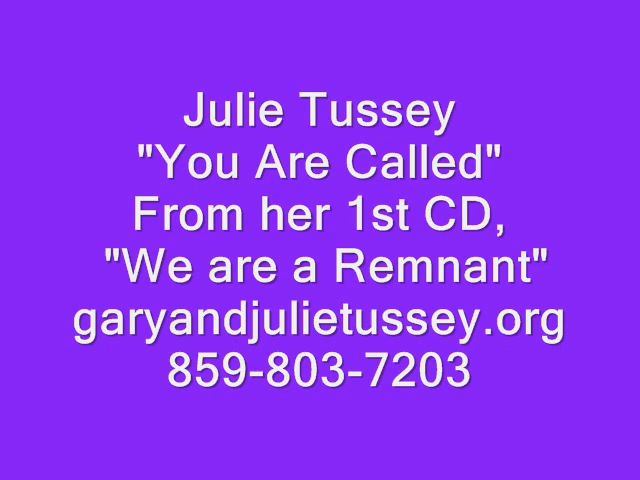 Julie Tussey
"You Are Called"
From her 1st CD,
"We are a Remnant"
garyandjulietussey.org
859-803-7203